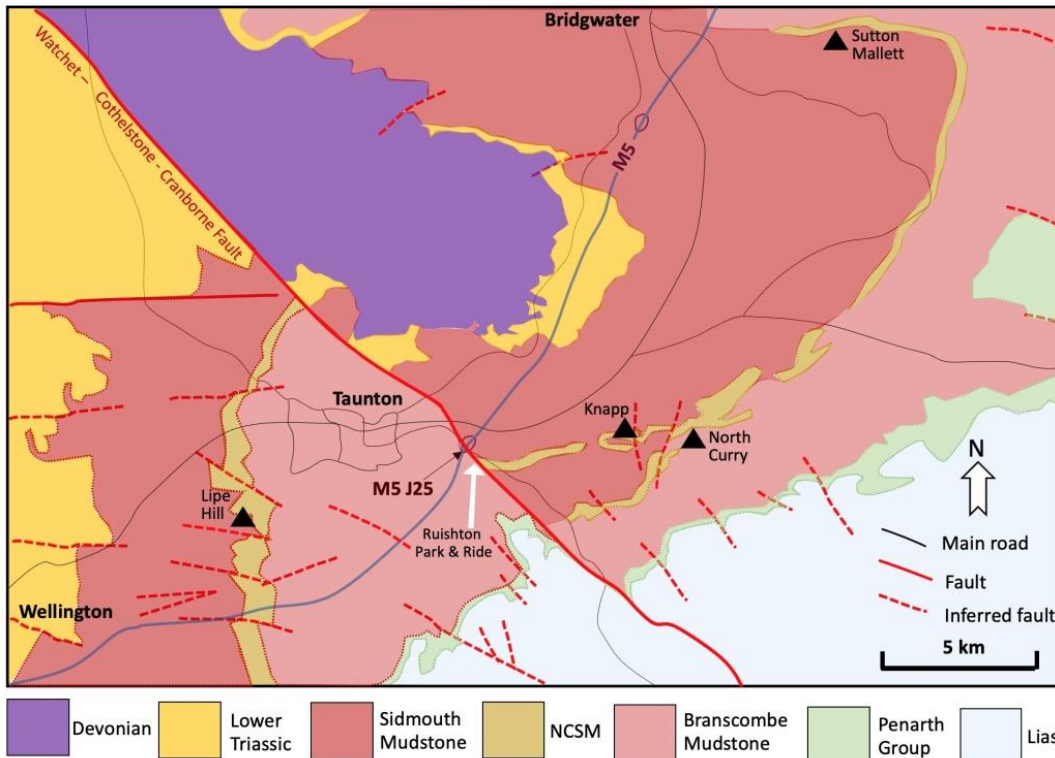 Bridgwater
Sutton
Mallett
Watchet – Cothelstone - Cranborne Fault
M5
Taunton
Knapp
North
Curry
M5 J25
Lipe
Hill
Ruishton
Park & Ride
N
Main road
Fault
Inferred fault
Wellington
5 km
Devonian
Lower
Triassic
Sidmouth
Mudstone
NCSM
Branscombe
Mudstone
Penarth
Group
Lias